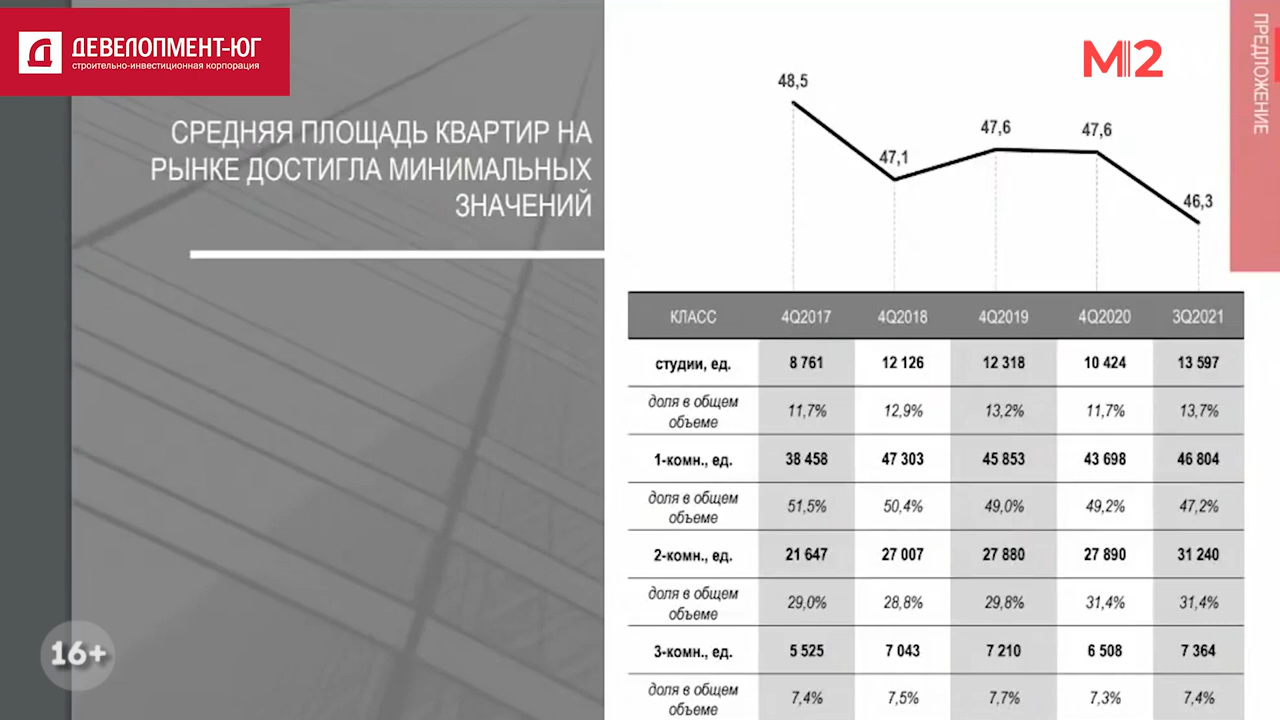 ДЕВЕЛОПМЕНТ-ЮГ
строительно-инвестиционная корпорация
СРЕДНЯЯ ПЛОЩАДЬ КВАРТИР НА
РЫНКЕ ДОСТИГЛА МИНИМАЛЬНЫХ
ЗНАЧЕНИЙ
16+
М2
ПРЕДЛОЖЕНИЕ
48,5
47,1
47,6
47,6
46,3
КЛАСС 4Q2017 4Q2018 4Q2019 4Q2020 3Q2021
студии, ед. 8 761 12 126 12 318 10 424 13 597
доля в общем
объеме 11,7% 12,9% 13,2% 11,7% 13,7%
1-комн., ед. 38 458 47 303 45 853 43 698 46 804
доля в общем
объеме 51,5% 50,4% 49,0% 49,2% 47,2%
2-комн., ед. 21 647 27 007 27 880 27 890 31 240
доля в общем
объеме 29,0% 28,8% 29,8% 31,4% 31,4%
3-комн., ед. 5 525 7 043 7 210 6 508 7 364
доля в общем
объеме 7,4% 7,5% 7,7% 7,3% 7,4%